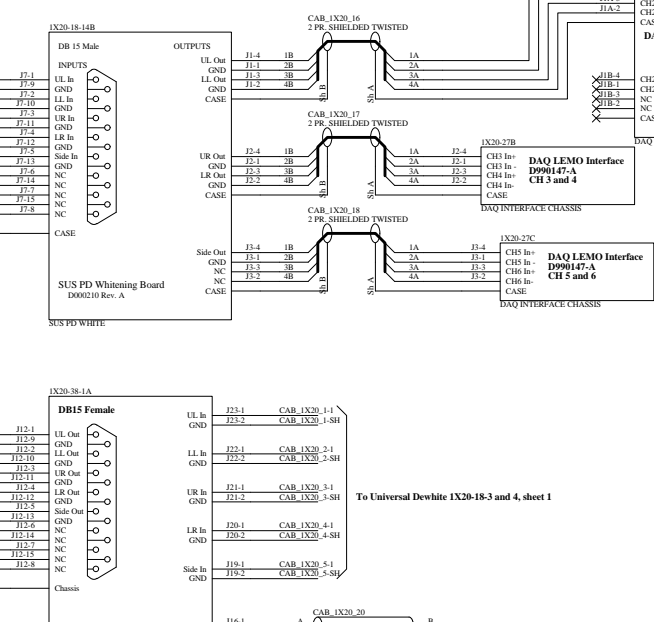 CAB_1X20_16
2 PR. SHIELDED TWISTED
1X20-18-14B
DB 15 Male
OUTPUTS
INPUTS
J7-1 UL In
J7-9 GND
J7-2 LL In
J7-10 GND
J7-3 UR In
J7-11 GND
J7-4 LR In
J7-12 GND
J7-5 Side In
J7-13 GND
J7-6 NC
J7-14 NC
J7-7 NC
J7-15 NC
J7-8 NC
CASE
UL Out J1-4 1B 1A
GND J1-1 2B 2A
LL Out J1-3 3B 3A
GND J1-2 4B 4A
CASE Sh B Sh A
J1A-2 CH2
J1B-4 CH2
J1B-1 CH2
J1B-3 NC
J1B-2 NC
DAQ
CAB_1X20_17
2 PR. SHIELDED TWISTED
UR Out J2-4 1B 1A J2-4 CH3 In+
GND J2-1 2B 2A J2-1 CH3 In -
LR Out J2-3 3B 3A J2-3 CH4 In+
GND J2-2 4B 4A J2-2 CH4 In-
CASE Sh B Sh A CASE
1X20-27B
DAQ LEMO Interface
D990147-A
CH 3 and 4
DAQ INTERFACE CHASSIS
CAB_1X20_18
2 PR. SHIELDED TWISTED
Side Out J3-4 1B 1A J3-4 CH5 In+
GND J3-1 2B 2A J3-1 CH5 In -
NC J3-3 3B 3A J3-3 CH6 In+
NC J3-2 4B 4A J3-2 CH6 In-
CASE Sh B Sh A CASE
1X20-27C
DAQ LEMO Interface
D990147-A
CH 5 and 6
DAQ INTERFACE CHASSIS
SUS PD Whitening Board
D000210 Rev. A
SUS PD WHITE
1X20-38-1A
DB15 Female
J12-1 UL Out
J12-9 GND
J12-2 LL Out
J12-10 GND
J12-3 UR Out
J12-11 GND
J12-4 LR Out
J12-12 GND
J12-5 Side Out
J12-13 GND
J12-6 NC
J12-14 NC
J12-7 NC
J12-15 NC
J12-8 NC
Chassis
UL In J23-1 CAB_1X20_1-1
GND J23-2 CAB_1X20_1-SH
LL In J22-1 CAB_1X20_2-1
GND J22-2 CAB_1X20_2-SH
UR In J21-1 CAB_1X20_3-1
GND J21-2 CAB_1X20_3-SH
To Universal Dewhite 1X20-18-3 and 4, sheet 1
LR In J20-1 CAB_1X20_4-1
GND J20-2 CAB_1X20_4-SH
Side In J19-1 CAB_1X20_5-1
GND J19-2 CAB_1X20_5-SH
CAB_1X20_20
J16-1 A B